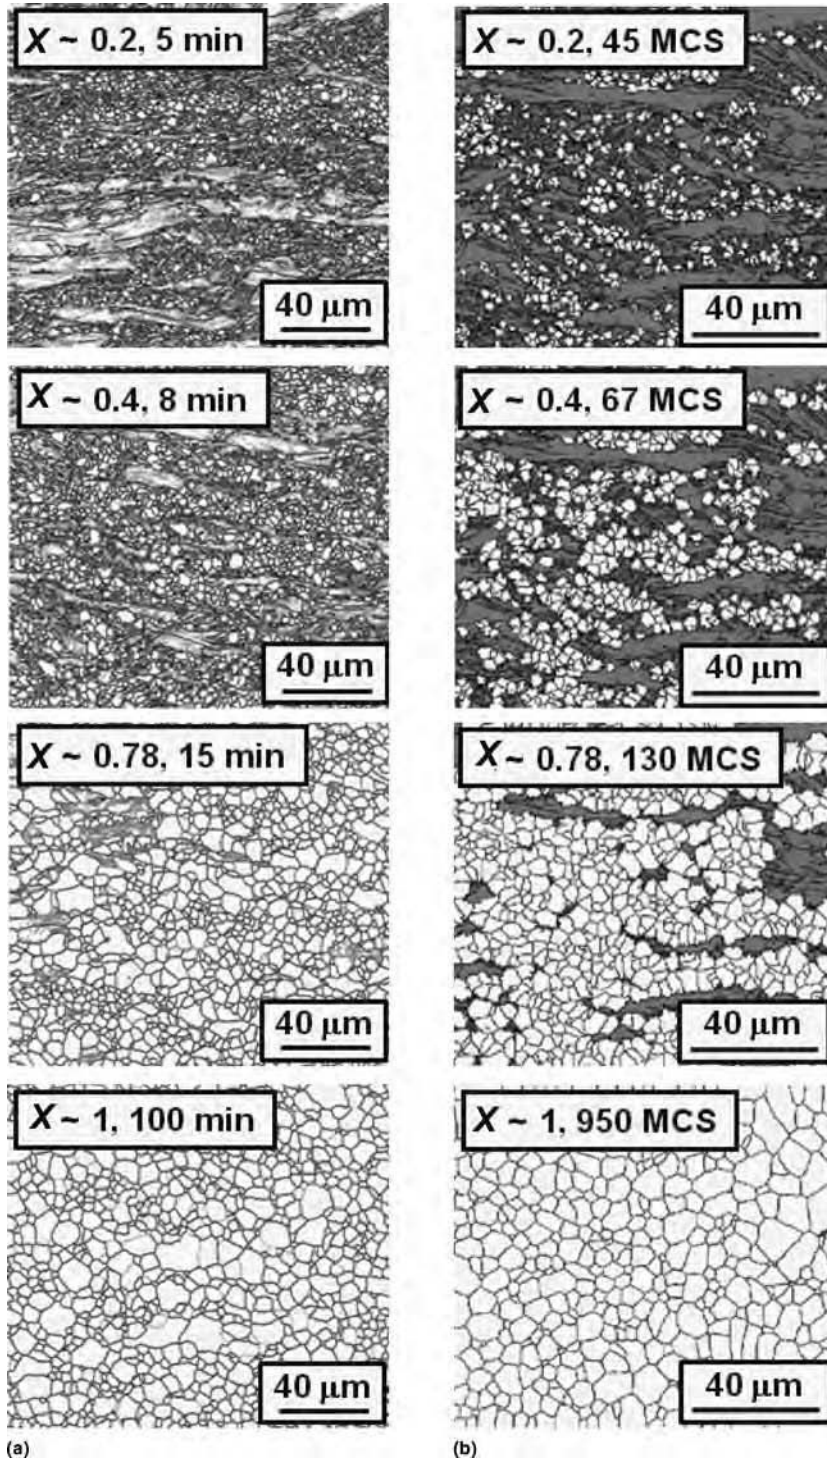 X ~ 0.2, 5 min
X ~ 0.2, 45 MCS
40 µm
40 µm
X ~ 0.4, 8 min
X ~ 0.4, 67 MCS
40 µm
40 µm
X ~ 0.78, 15 min
X ~ 0.78, 130 MCS
40 µm
40 µm
X ~ 1, 100 min
X ~ 1, 950 MCS
40 µm
40 µm
(a)
(b)